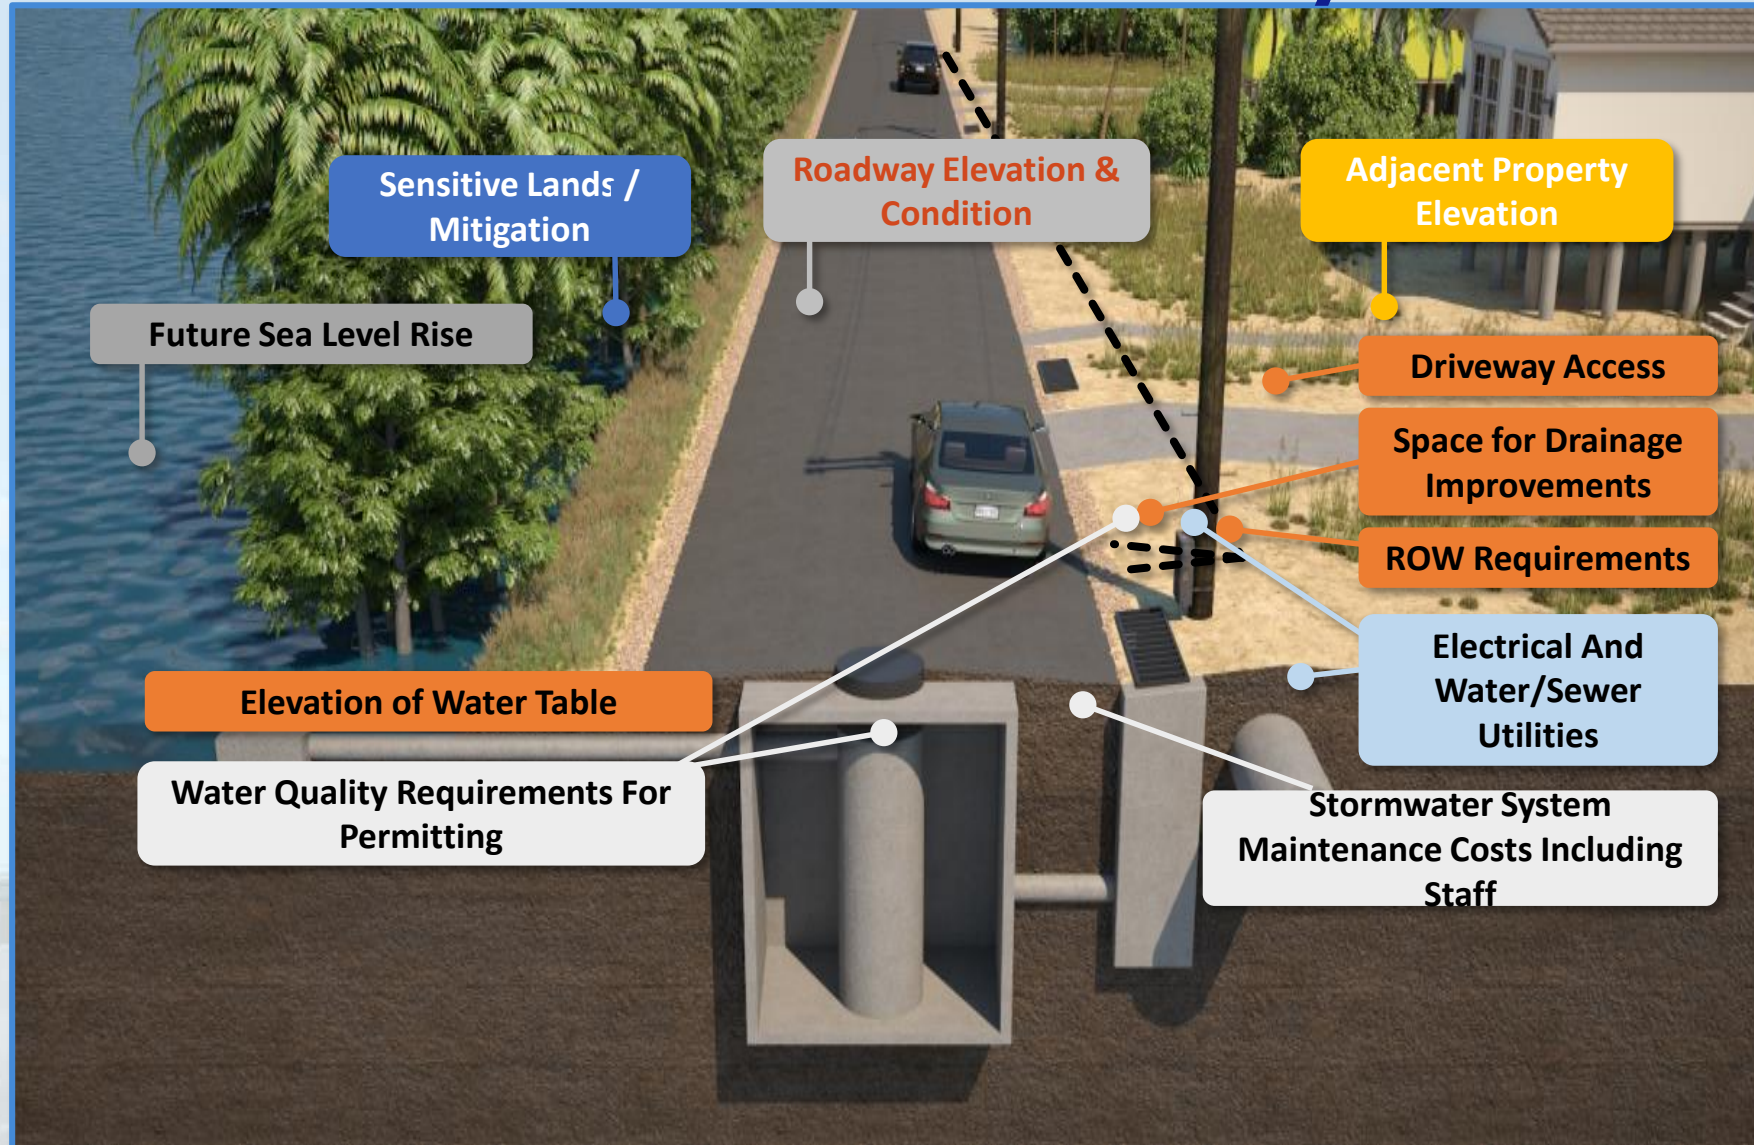 Sensitive Lands /
Mitigation
Roadway Elevation &
Condition
Adjacent Property
Elevation
Future Sea Level Rise
Driveway Access
Space for Drainage
Improvements
ROW Requirements
Electrical And
Water/Sewer
Utilities
Elevation of Water Table
Water Quality Requirements For
Permitting
Stormwater System
Maintenance Costs Including
Staff